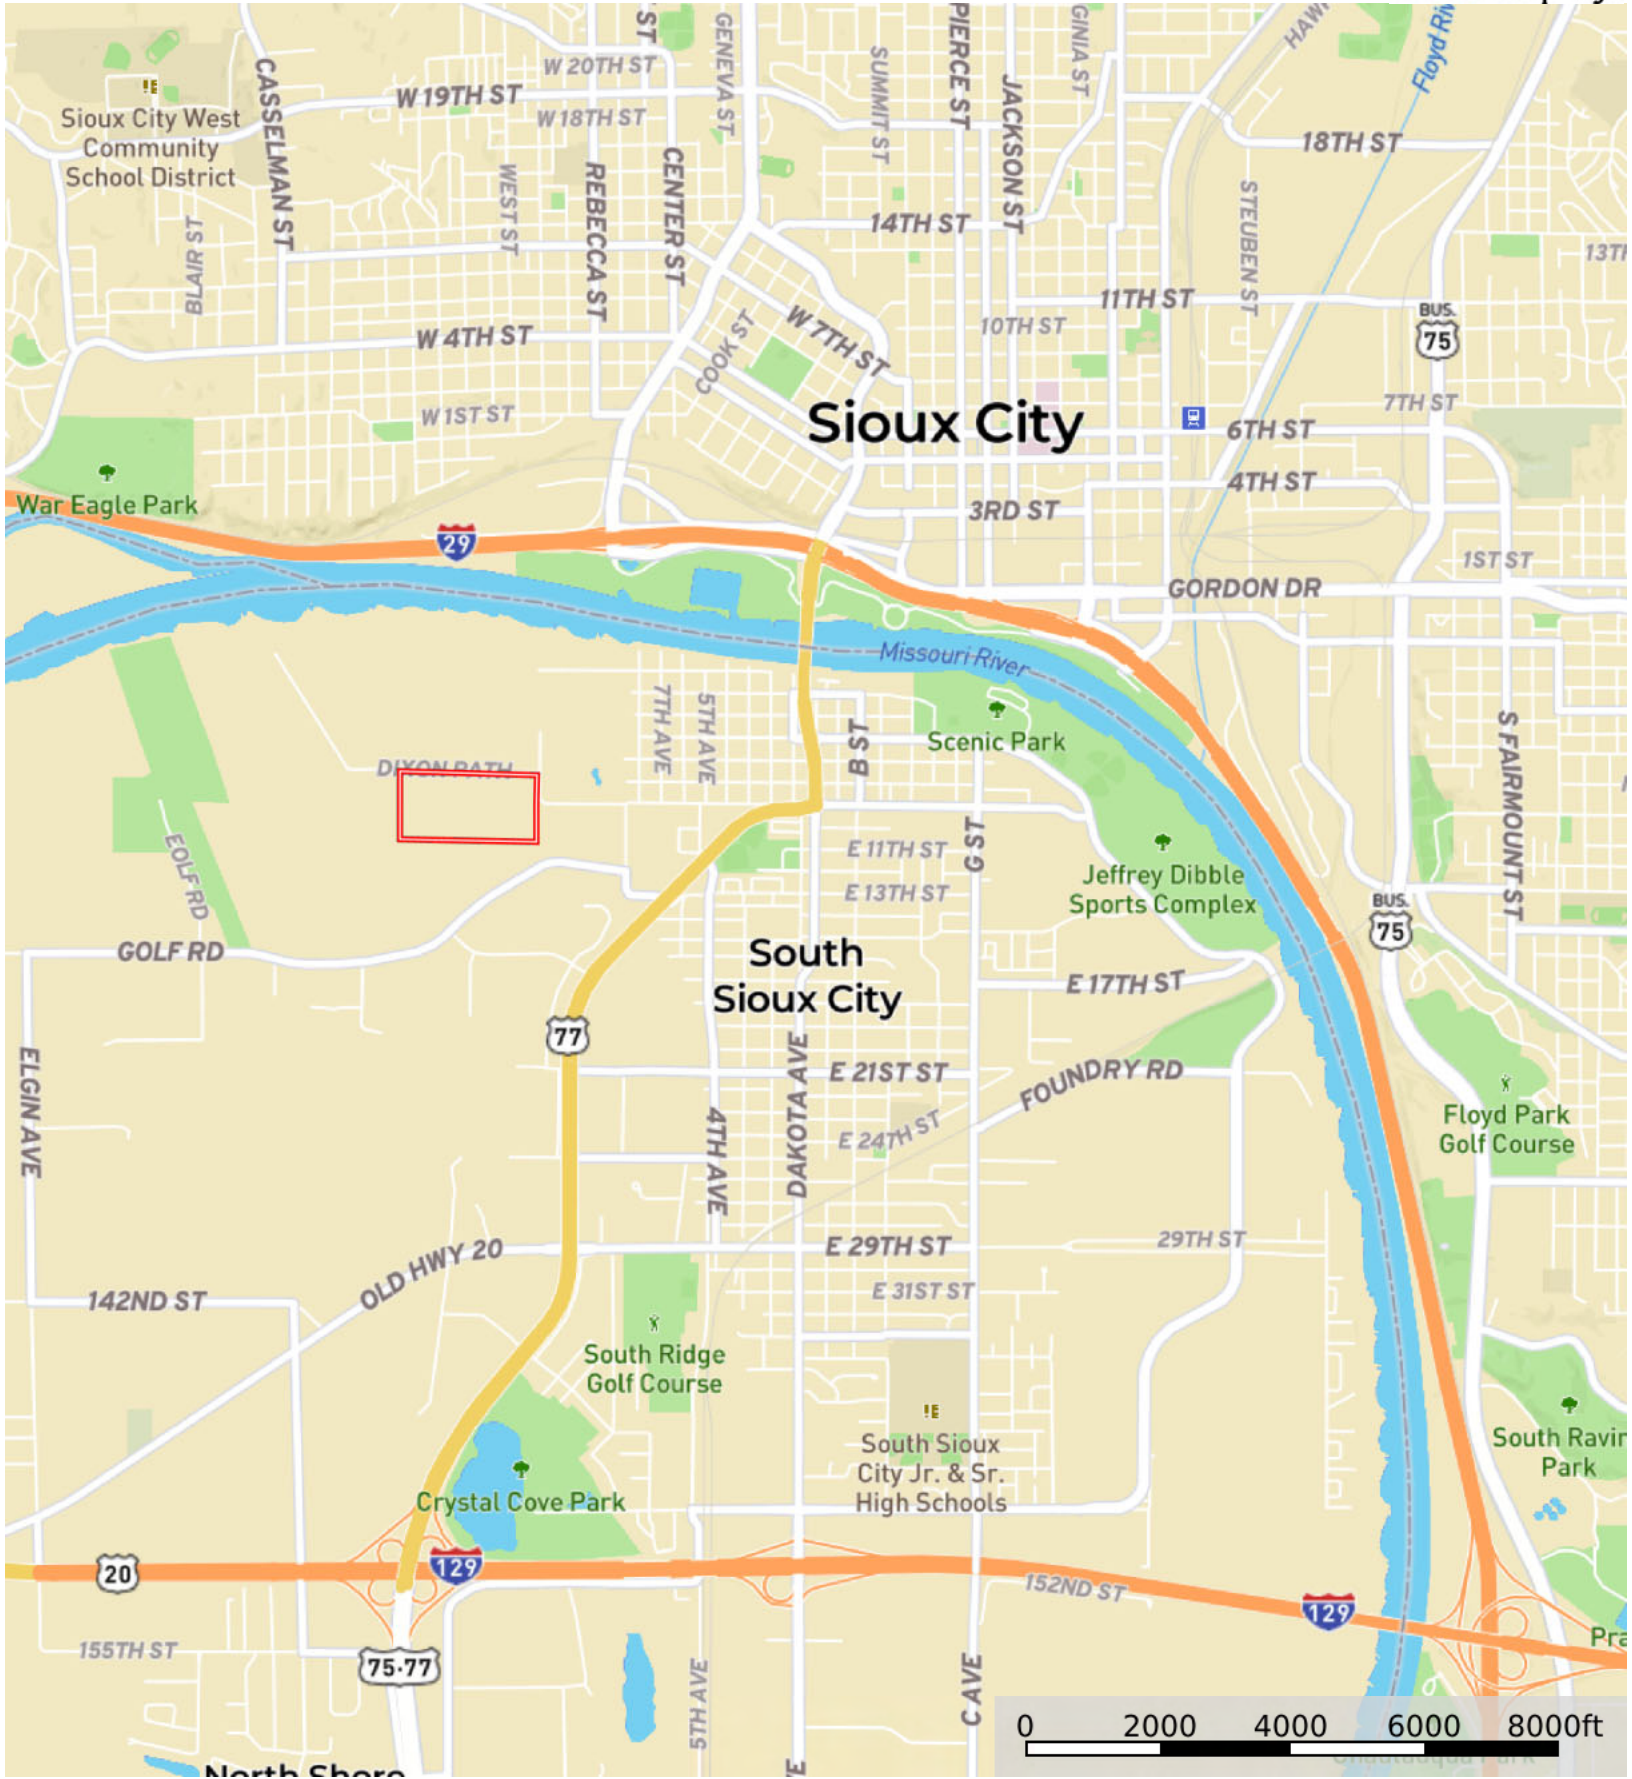 W 20TH ST
GENEVA ST
SUMMIT ST
PIERCE ST
JACKSON ST
Floyd Riv
CASSELMAN ST
W 19TH ST
W 18TH ST
Sioux City West
Community
School District
18TH ST
WEST ST
REBECCA ST
CENTER ST
STEUBEN ST
BLAIR ST
14TH ST
11TH ST
10TH ST
BUS.
75
W 4TH ST
COOK ST
W 7TH ST
W 1ST ST
Sioux City
7TH ST
6TH ST
4TH ST
War Eagle Park
3RD ST
29
1ST ST
GORDON DR
Missouri River
7TH AVE
5TH AVE
B ST
Scenic Park
S FAIRMOUNT ST
DIXON PATH
EOLF RD
E 11TH ST
G ST
E 13TH ST
Jeffrey Dibble
Sports Complex
BUS.
75
GOLF RD
South
Sioux City
E 17TH ST
77
ELGIN AVE
DAKOTA AVE
E 21ST ST
FOUNDRY RD
4TH AVE
E 24TH ST
Floyd Park
Golf Course
OLD HWY 20
E 29TH ST
29TH ST
142ND ST
E 31ST ST
South Ridge
Golf Course
South Sioux
City Jr. & Sr.
High Schools
South Ravin
Park
Crystal Cove Park
20
129
152ND ST
129
155TH ST
75·77
5TH AVE
C AVE
Pra
0 2000 4000 6000 8000ft
North Shore